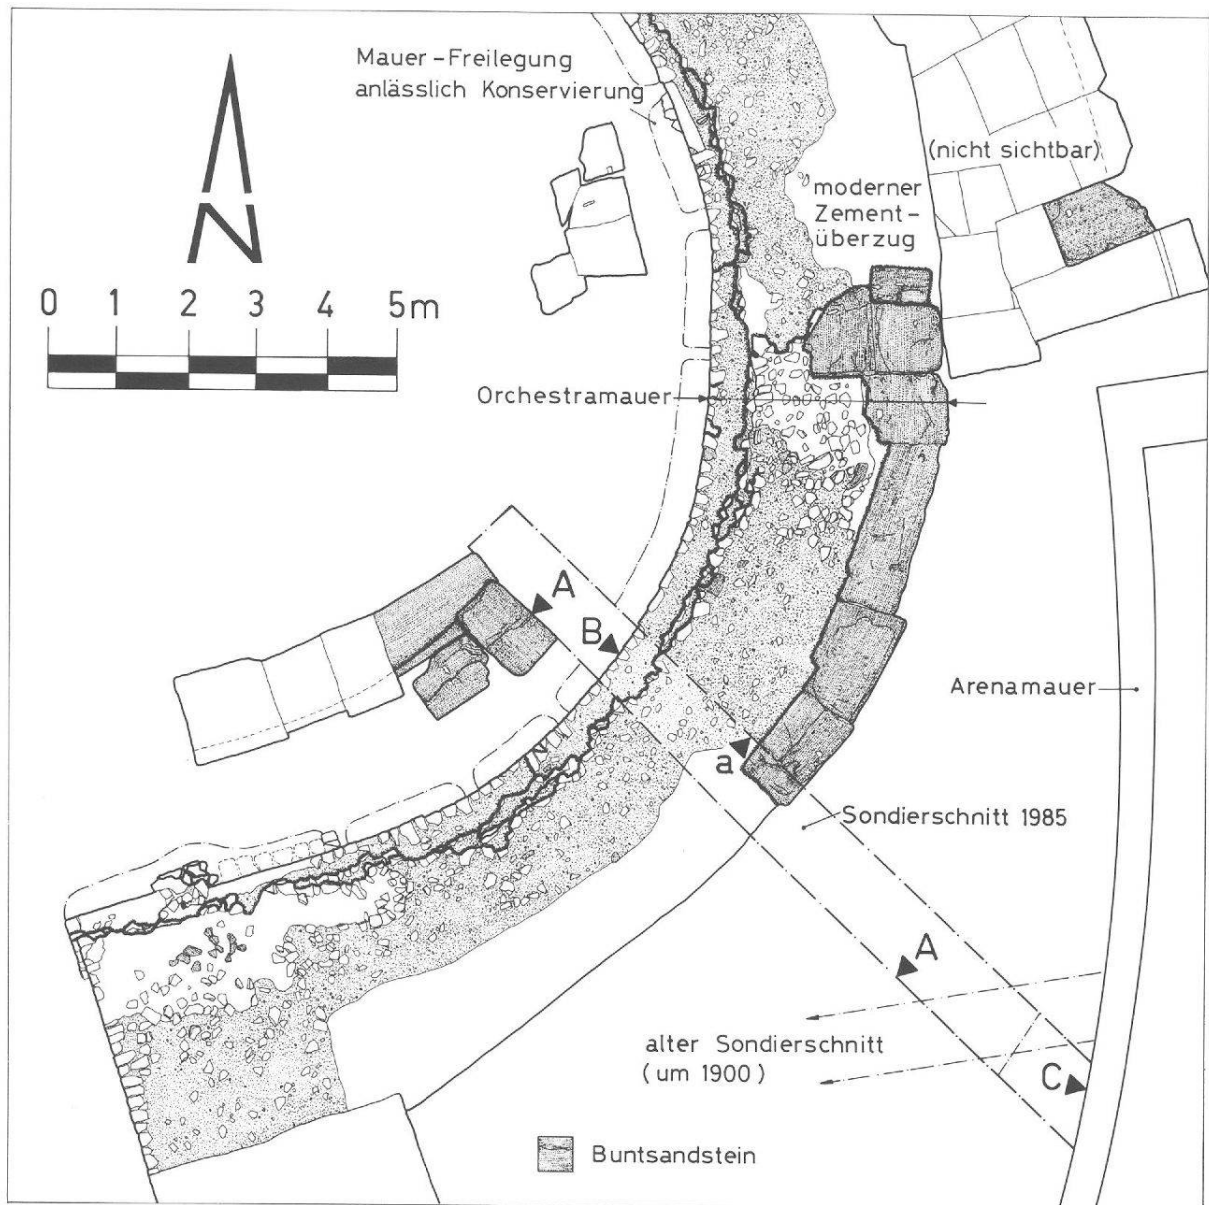 Mauer-Freilegung
anlässlich Konservierung
N
(nicht sichtbar)
moderner
Zement-
überzug
0 1 2 3 4 5m
Orchestramauer
A
B
Arenamauer
a
Sondierschnitt 1985
A
alter Sondierschnitt
(um 1900)
C
Buntsandstein